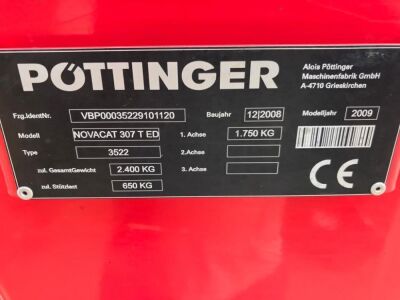 PÖTTINGER
Alois Pöttinger
Maschinenfabrik GmbH
A-4710 Grieskirchen
Fzg.IdentNr. VBP00035229101120 Baujahr 12|2008 Modelljahr 2009
Modell NOVACAT 307 T ED 1. Achse 1.750 KG
Type 3522 2.Achse
zul. GesamtGewicht 2.400 KG 3. Achse
zul. Stützlast 650 KG
CE